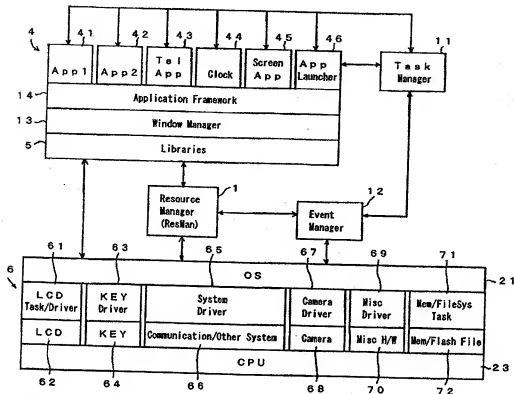 41 42 43 44 45 46 11
4
App1 App2 Tel App Clock Screen App App Launcher
Task Manager
14 Application Framework
13 Window Manager
5 Libraries
1 12
Resource Manager (ResMan)
Event Manager
61 63 65 67 69 71
6
OS 21
LCD Task/Driver KEY Driver System Driver Camera Driver Misc Driver Mem/FileSys Task
LCD KEY Communication/Other System Camera Misc H/W Mem/Flash File
CPU 23
62 64 66 68 70 72